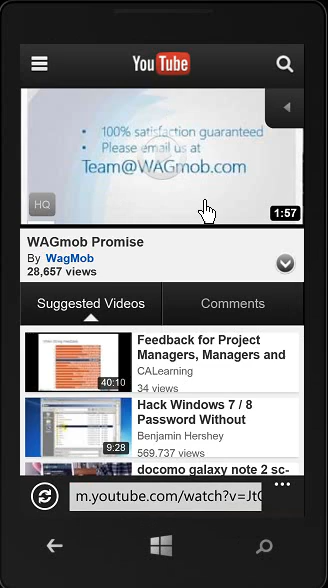 YouTube
• 100% satisfaction guaranteed
• Please email us at
Team@WAGmob.com
HQ
1:57
WAGmob Promise
By WagMob
28,657 views
Suggested Videos
Comments
Feedback for Project
Managers, Managers and
CALearning
40:10
34 views
Hack Windows 7 / 8
Password Without
Benjamin Hershey
9:28
569,737 views
docomo galaxy note 2 sc-
m.youtube.com/watch?v=Jt